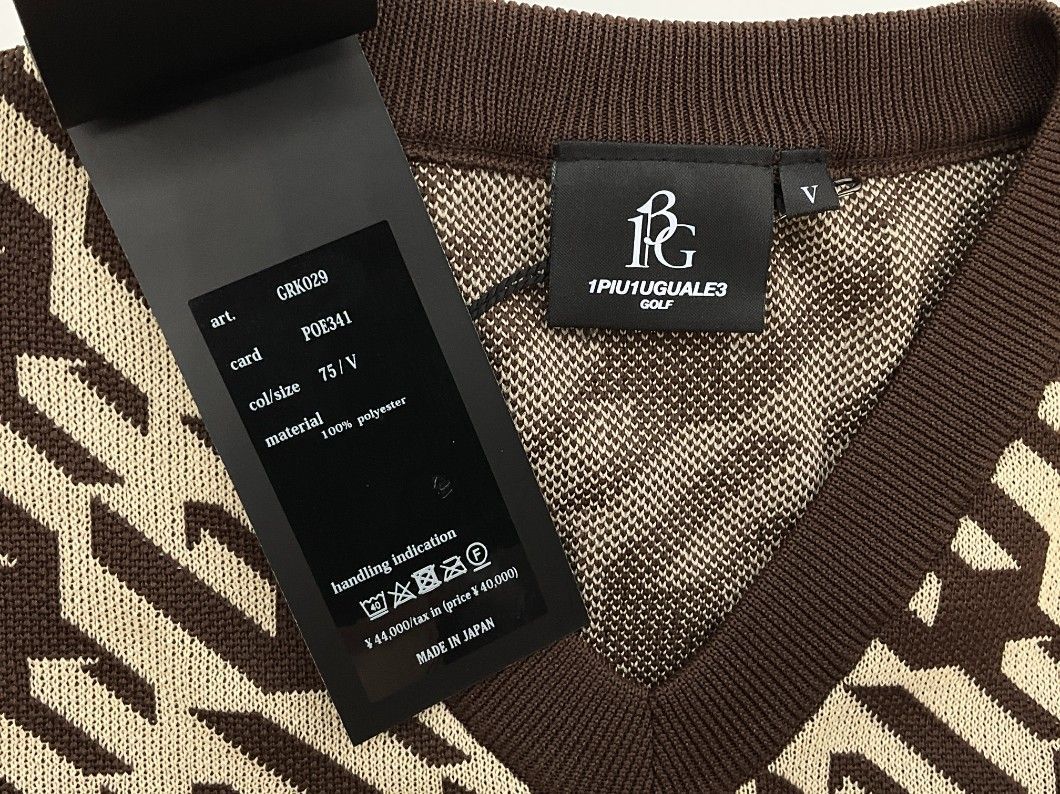 art. GRK029
card POE341
col/size 75 / V
material 100% polyester
handling indication
40 F
¥ 44,000/tax in (price ¥ 40,000)
MADE IN JAPAN
1PIU1UGUALE3
GOLF
V